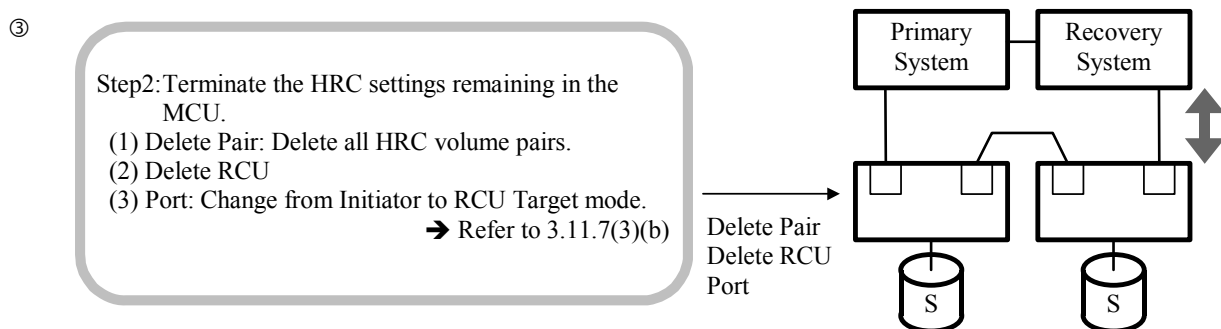 ③
Step2:Terminate the HRC settings remaining in the
MCU.
(1) Delete Pair: Delete all HRC volume pairs.
(2) Delete RCU
(3) Port: Change from Initiator to RCU Target mode.
➔ Refer to 3.11.7(3)(b)
Delete Pair
Delete RCU
Port
Primary
System
Recovery
System
S
S